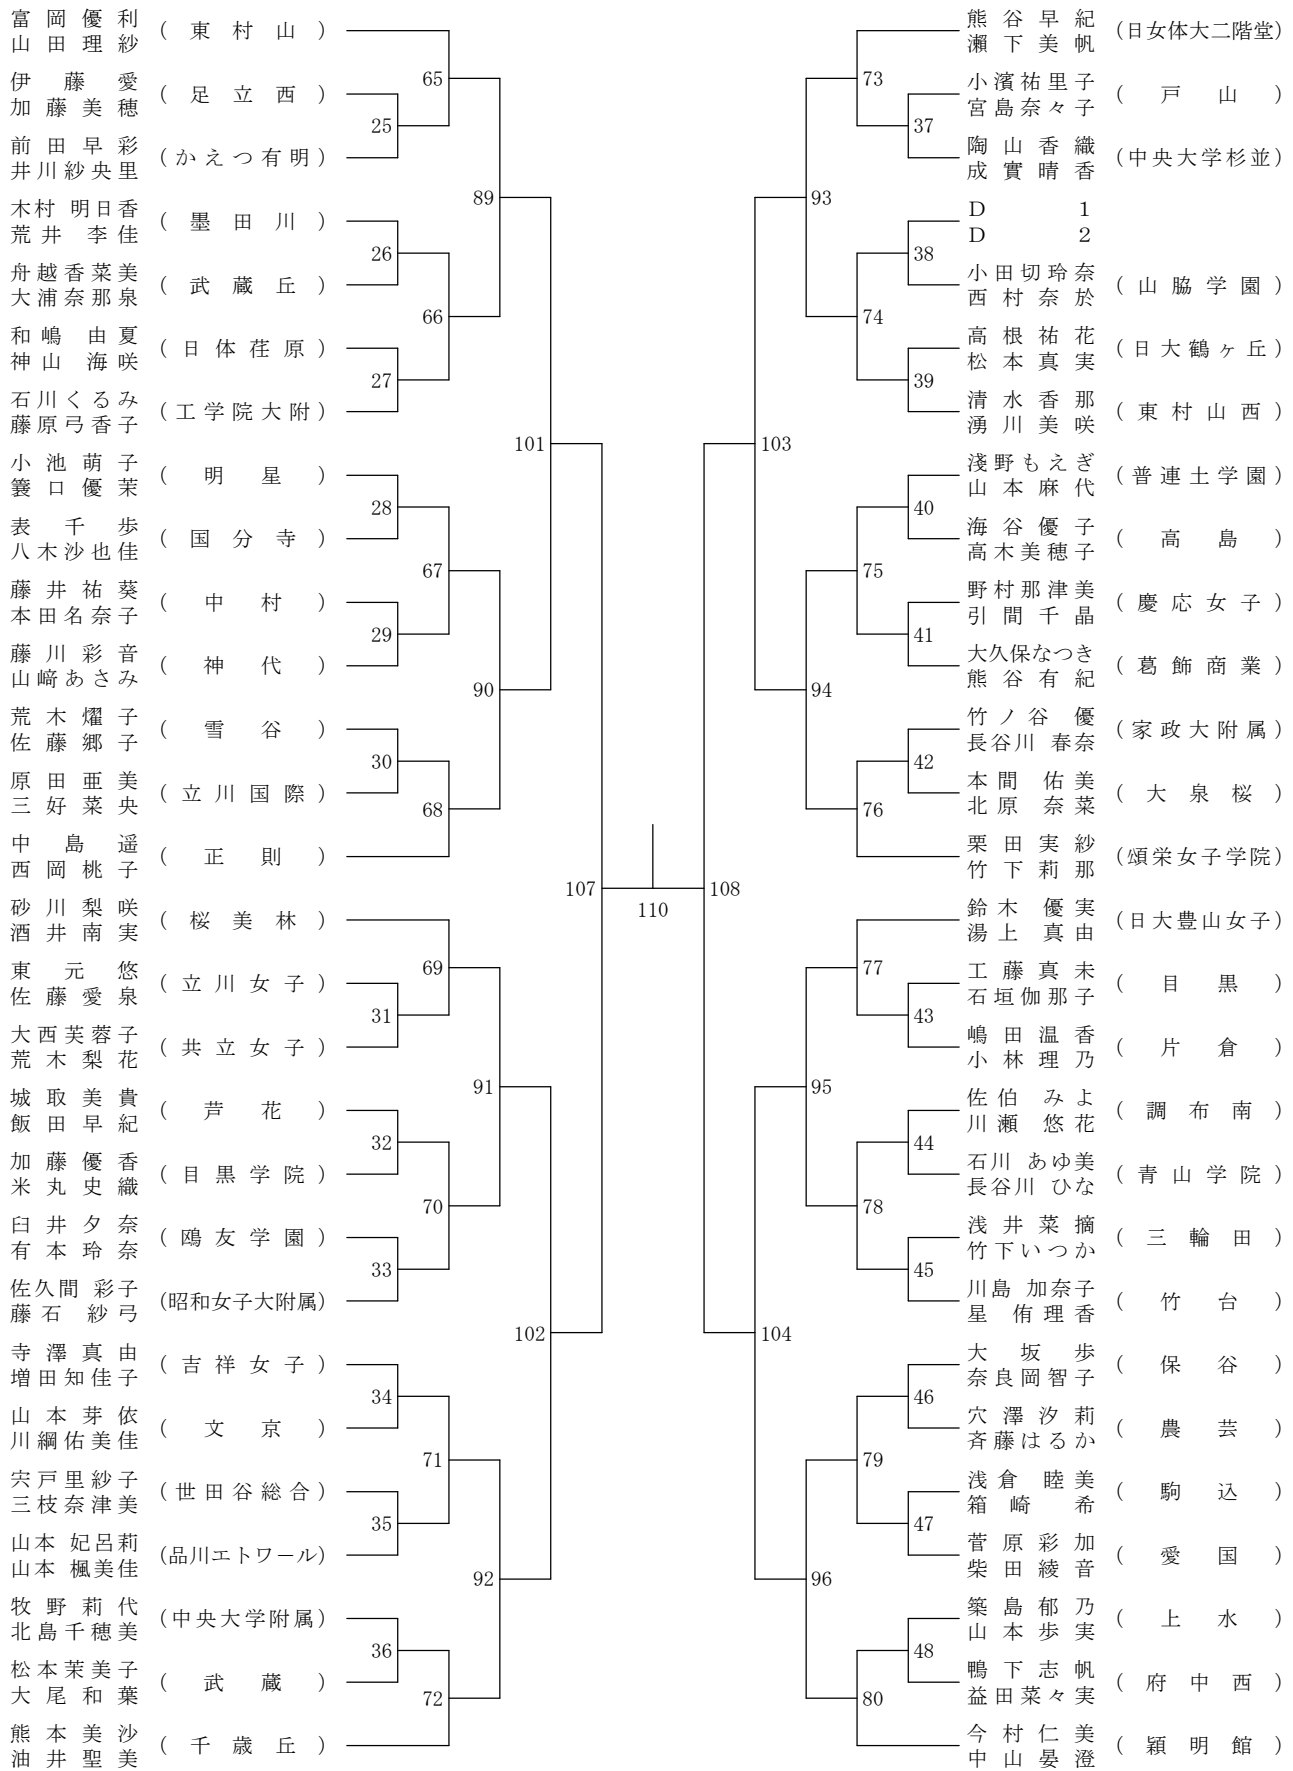 富岡優利
山田理紗
(東村山)
伊藤愛
加藤美穂
(足立西)
前田早彩
井川紗央里
(かえつ有明)
木村 明日香
荒井 李佳
(墨田川)
舟越香菜美
大浦奈那泉
(武蔵丘)
和嶋 由夏
神山 海咲
(日体荏原)
石川くるみ
藤原弓香子
(工学院大附)
小池萌子
簑口優茉
(明星)
表千歩
八木沙也佳
(国分寺)
藤井祐葵
本田名奈子
(中村)
藤川彩音
山﨑あさみ
(神代)
荒木燿子
佐藤郷子
(雪谷)
原田亜美
三好菜央
(立川国際)
中島遥
西岡桃子
(正則)
砂川梨咲
酒井南実
(桜美林)
東元悠
佐藤愛泉
(立川女子)
大西芙蓉子
荒木梨花
(共立女子)
城取美貴
飯田早紀
(芦花)
加藤優香
米丸史織
(目黒学院)
臼井夕奈
有本玲奈
(鴎友学園)
佐久間 彩子
藤石 紗弓
(昭和女子大附属)
寺澤真由
増田知佳子
(吉祥女子)
山本芽依
川綱佑美佳
(文京)
宍戸里紗子
三枝奈津美
(世田谷総合)
山本 妃呂莉
山本 楓美佳
(品川エトワール)
牧野莉代
北島千穂美
(中央大学附属)
松本茉美子
大尾和葉
(武蔵)
熊本美沙
油井聖美
(千歳丘)
65
25
89
26
66
27
101
28
67
29
90
30
68
107
69
31
91
32
70
33
102
34
71
35
92
36
72
110
熊谷早紀
瀬下美帆
(日女体大二階堂)
小濱祐里子
宮島奈々子
(戸山)
陶山香織
成實晴香
(中央大学杉並)
D 1
D 2
小田切玲奈
西村奈於
(山脇学園)
高根祐花
松本真実
(日大鶴ヶ丘)
清水香那
湧川美咲
(東村山西)
淺野もえぎ
山本麻代
(普連土学園)
海谷優子
高木美穂子
(高島)
野村那津美
引間千晶
(慶応女子)
大久保なつき
熊谷有紀
(葛飾商業)
竹ノ谷 優
長谷川 春奈
(家政大附属)
本間 佑美
北原 奈菜
(大泉桜)
栗田実紗
竹下莉那
(頌栄女子学院)
鈴木 優実
湯上 真由
(日大豊山女子)
工藤真未
石垣伽那子
(目黒)
嶋田温香
小林理乃
(片倉)
佐伯 みよ
川瀬 悠花
(調布南)
石川 あゆ美
長谷川 ひな
(青山学院)
浅井菜摘
竹下いつか
(三輪田)
川島 加奈子
星 侑理香
(竹台)
大坂歩
奈良岡智子
(保谷)
穴澤汐莉
斉藤はるか
(農芸)
浅倉 睦美
箱崎 希
(駒込)
菅原彩加
柴田綾音
(愛国)
築島郁乃
山本歩実
(上水)
鴨下志帆
益田菜々実
(府中西)
今村仁美
中山晏澄
(穎明館)
73
37
93
38
74
39
103
40
75
41
94
42
76
108
77
43
95
44
78
45
104
46
79
47
96
48
80